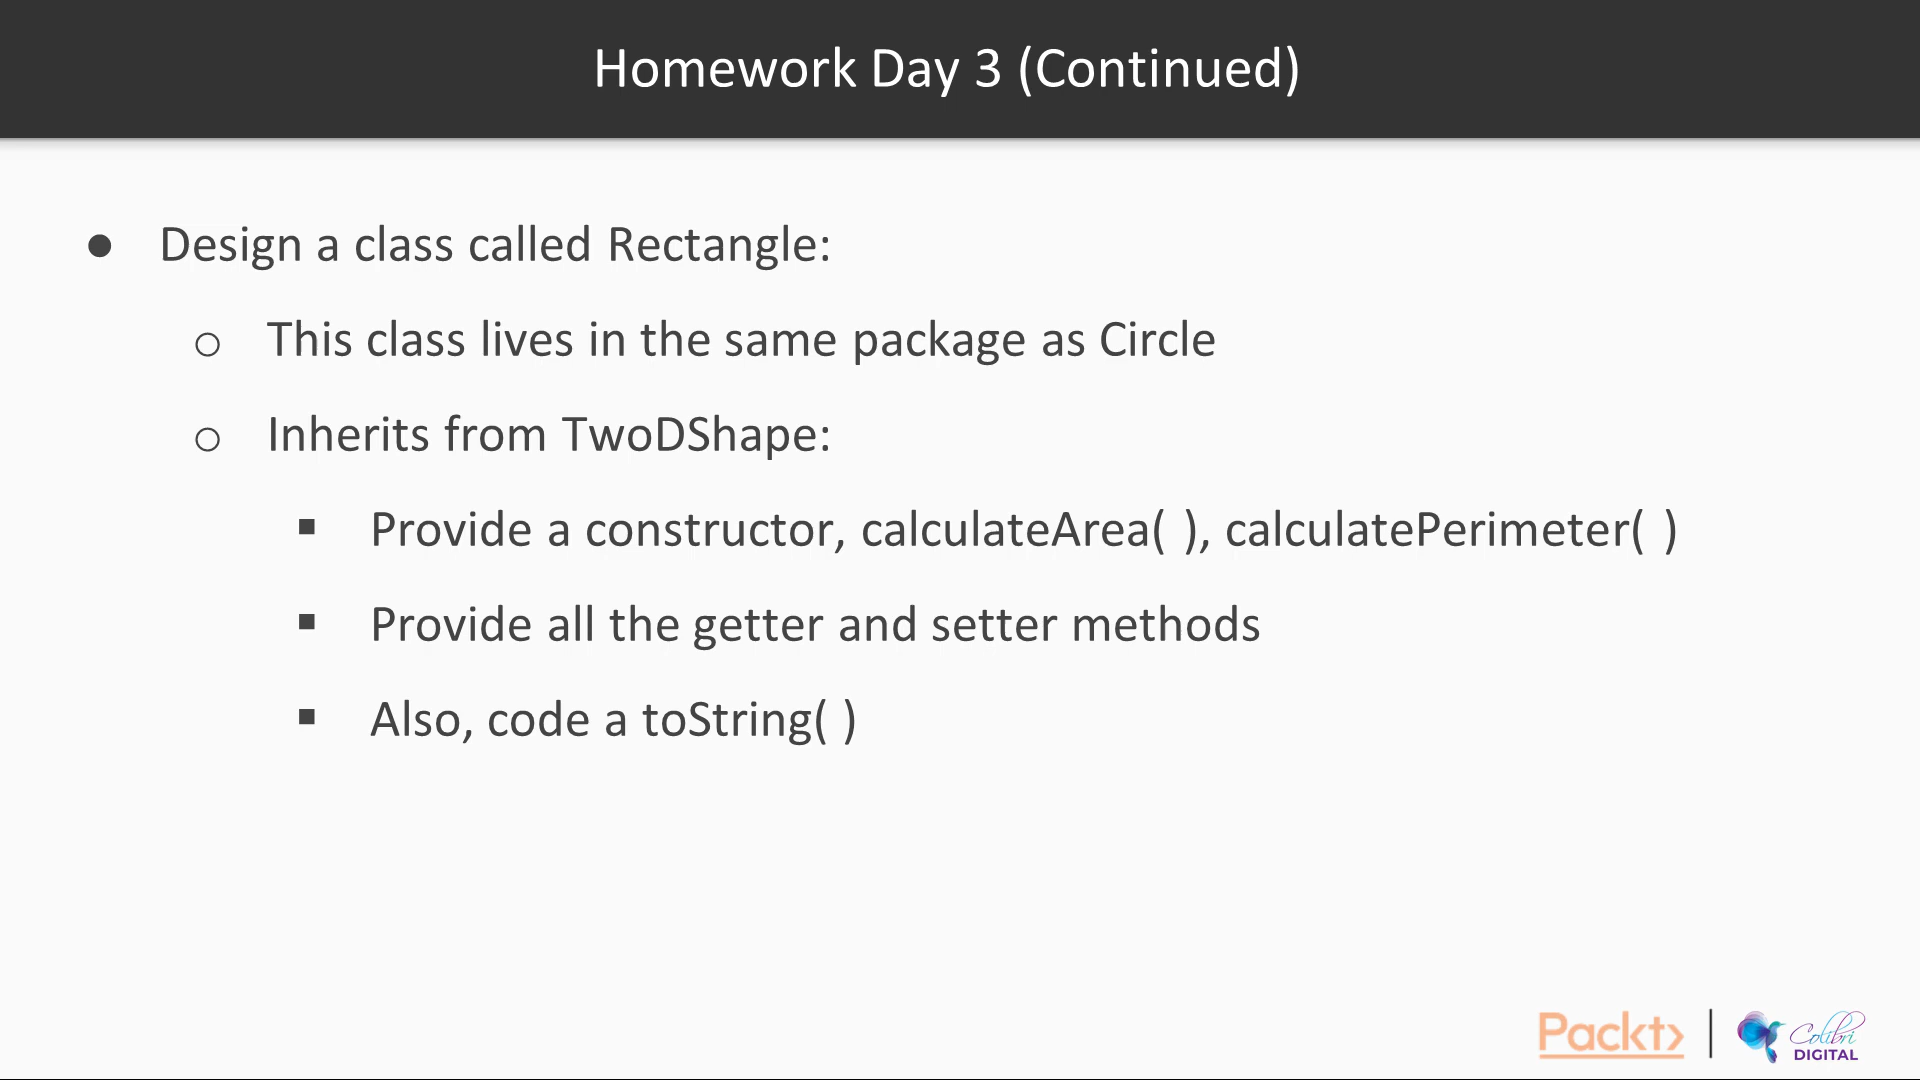 Homework Day 3 (Continued)
● Design a class called Rectangle:
○ This class lives in the same package as Circle
○ Inherits from TwoDShape:
▪ Provide a constructor, calculateArea( ), calculatePerimeter( )
▪ Provide all the getter and setter methods
▪ Also, code a toString( )
Packt>
Colibri
DIGITAL